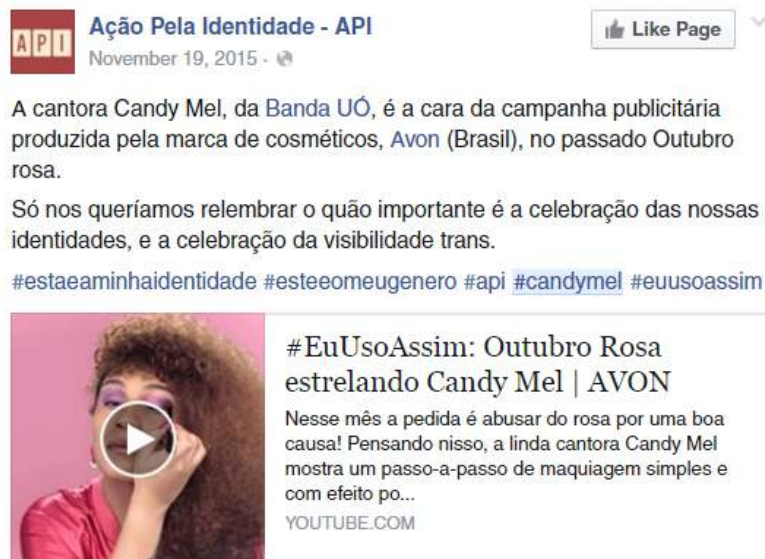 API
Ação Pela Identidade - API
Like Page
November 19, 2015 ·
A cantora Candy Mel, da Banda UÓ, é a cara da campanha publicitária
produzida pela marca de cosméticos, Avon (Brasil), no passado Outubro
rosa.
Só nos queríamos relembrar o quão importante é a celebração das nossas
identidades, e a celebração da visibilidade trans.
#estaeaminhaidentidade #esteeomeugenero #api #candymel #euusoassim
#EuUsoAssim: Outubro Rosa
estrelando Candy Mel | AVON
Nesse mês a pedida é abusar do rosa por uma boa
causa! Pensando nisso, a linda cantora Candy Mel
mostra um passo-a-passo de maquiagem simples e
com efeito po...
YOUTUBE.COM